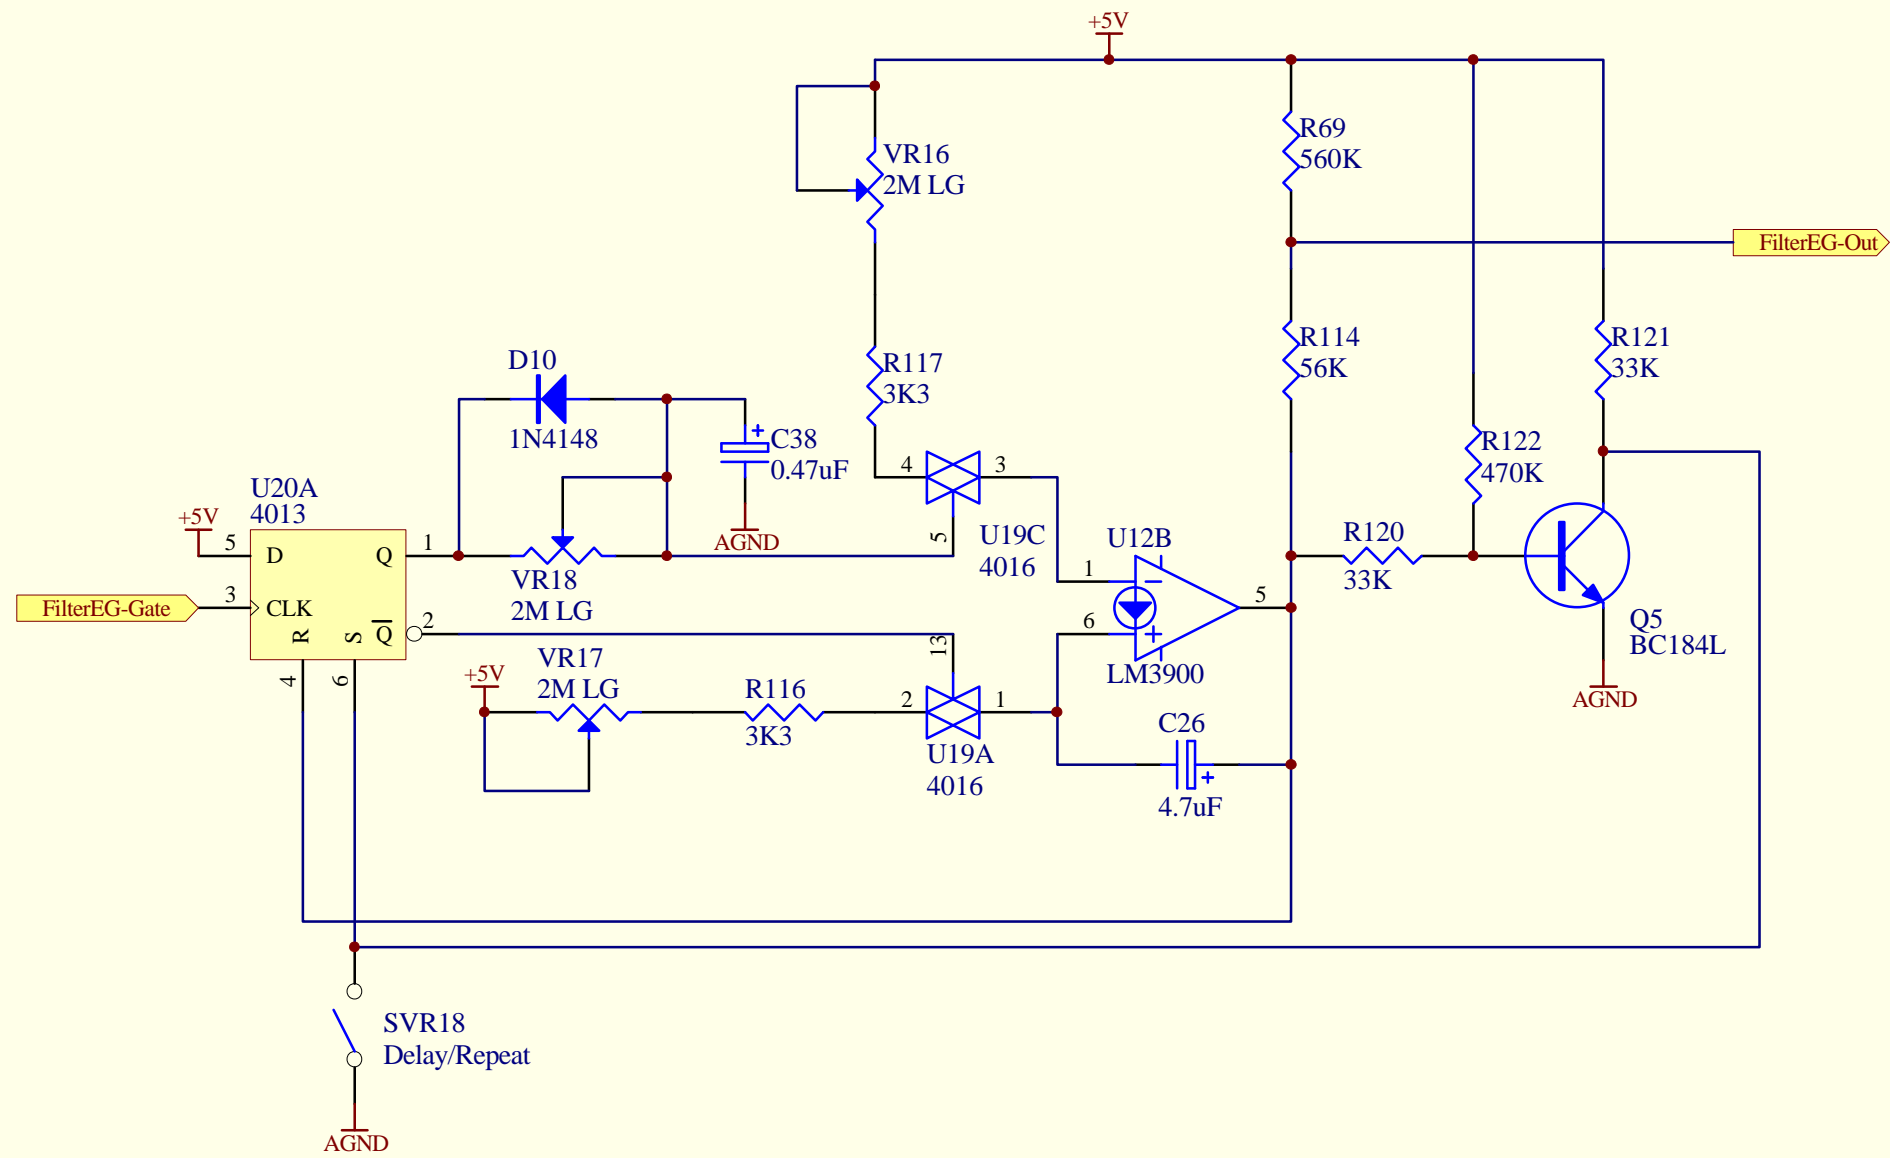 +5V
R69
560K
VR16
2M LG
FilterEG-Out
R114
56K
R121
33K
D10
1N4148
R117
3K3
C38
0.47uF
AGND
R122
470K
4
3
5
U19C
4016
U20A
4013
+5V
5
D
Q
1
VR18
2M LG
FilterEG-Gate
3
CLK
R
S
Q
2
4
6
U12B
1
6
5
LM3900
R120
33K
Q5
BC184L
AGND
13
+5V
VR17
2M LG
R116
3K3
2
1
U19A
4016
C26
4.7uF
SVR18
Delay/Repeat
AGND